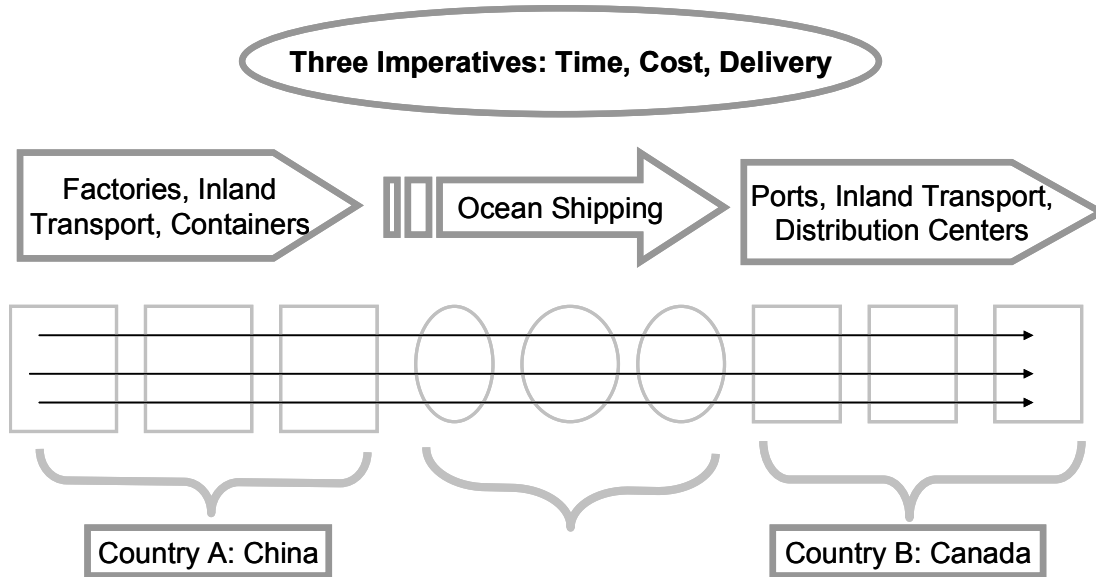 Three Imperatives: Time, Cost, Delivery
Factories, Inland
Transport, Containers
Ocean Shipping
Ports, Inland Transport,
Distribution Centers
Country A: China
Country B: Canada